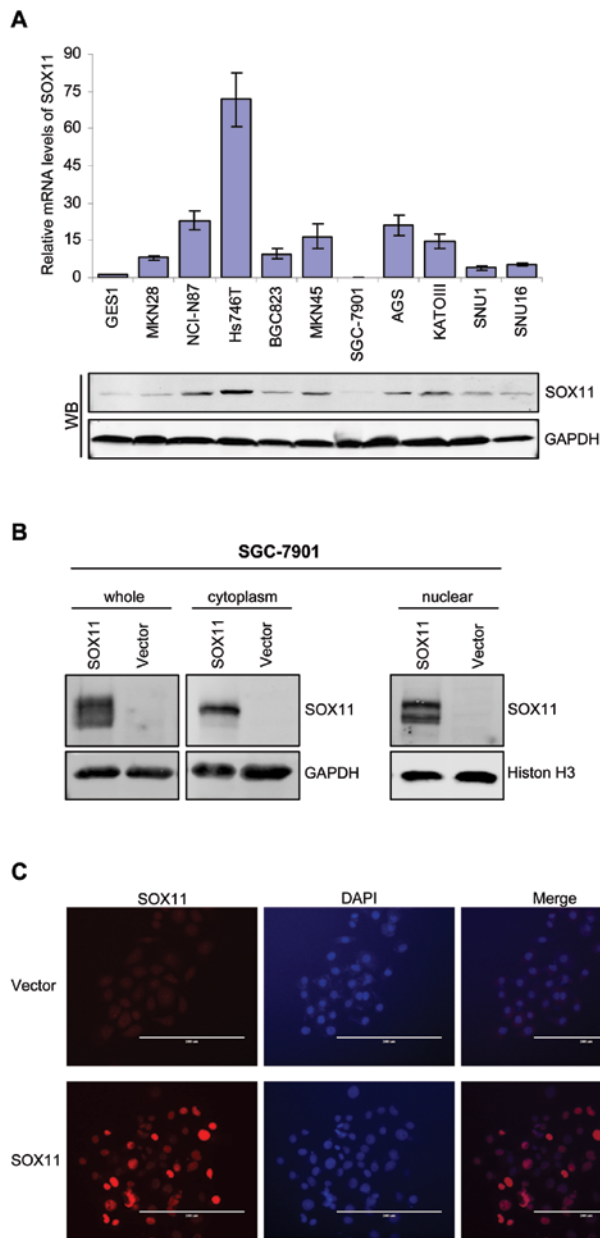 A
Relative mRNA levels of SOX11
90
75
60
45
30
15
0
GES1
MKN28
NCI-N87
Hs746T
BGC823
MKN45
SGC-7901
AGS
KATOIII
SNU1
SNU16
WB
SOX11
GAPDH
B
SGC-7901
whole
cytoplasm
nuclear
SOX11
Vector
SOX11
Vector
SOX11
Vector
SOX11
SOX11
GAPDH
Histon H3
C
SOX11
DAPI
Merge
Vector
SOX11